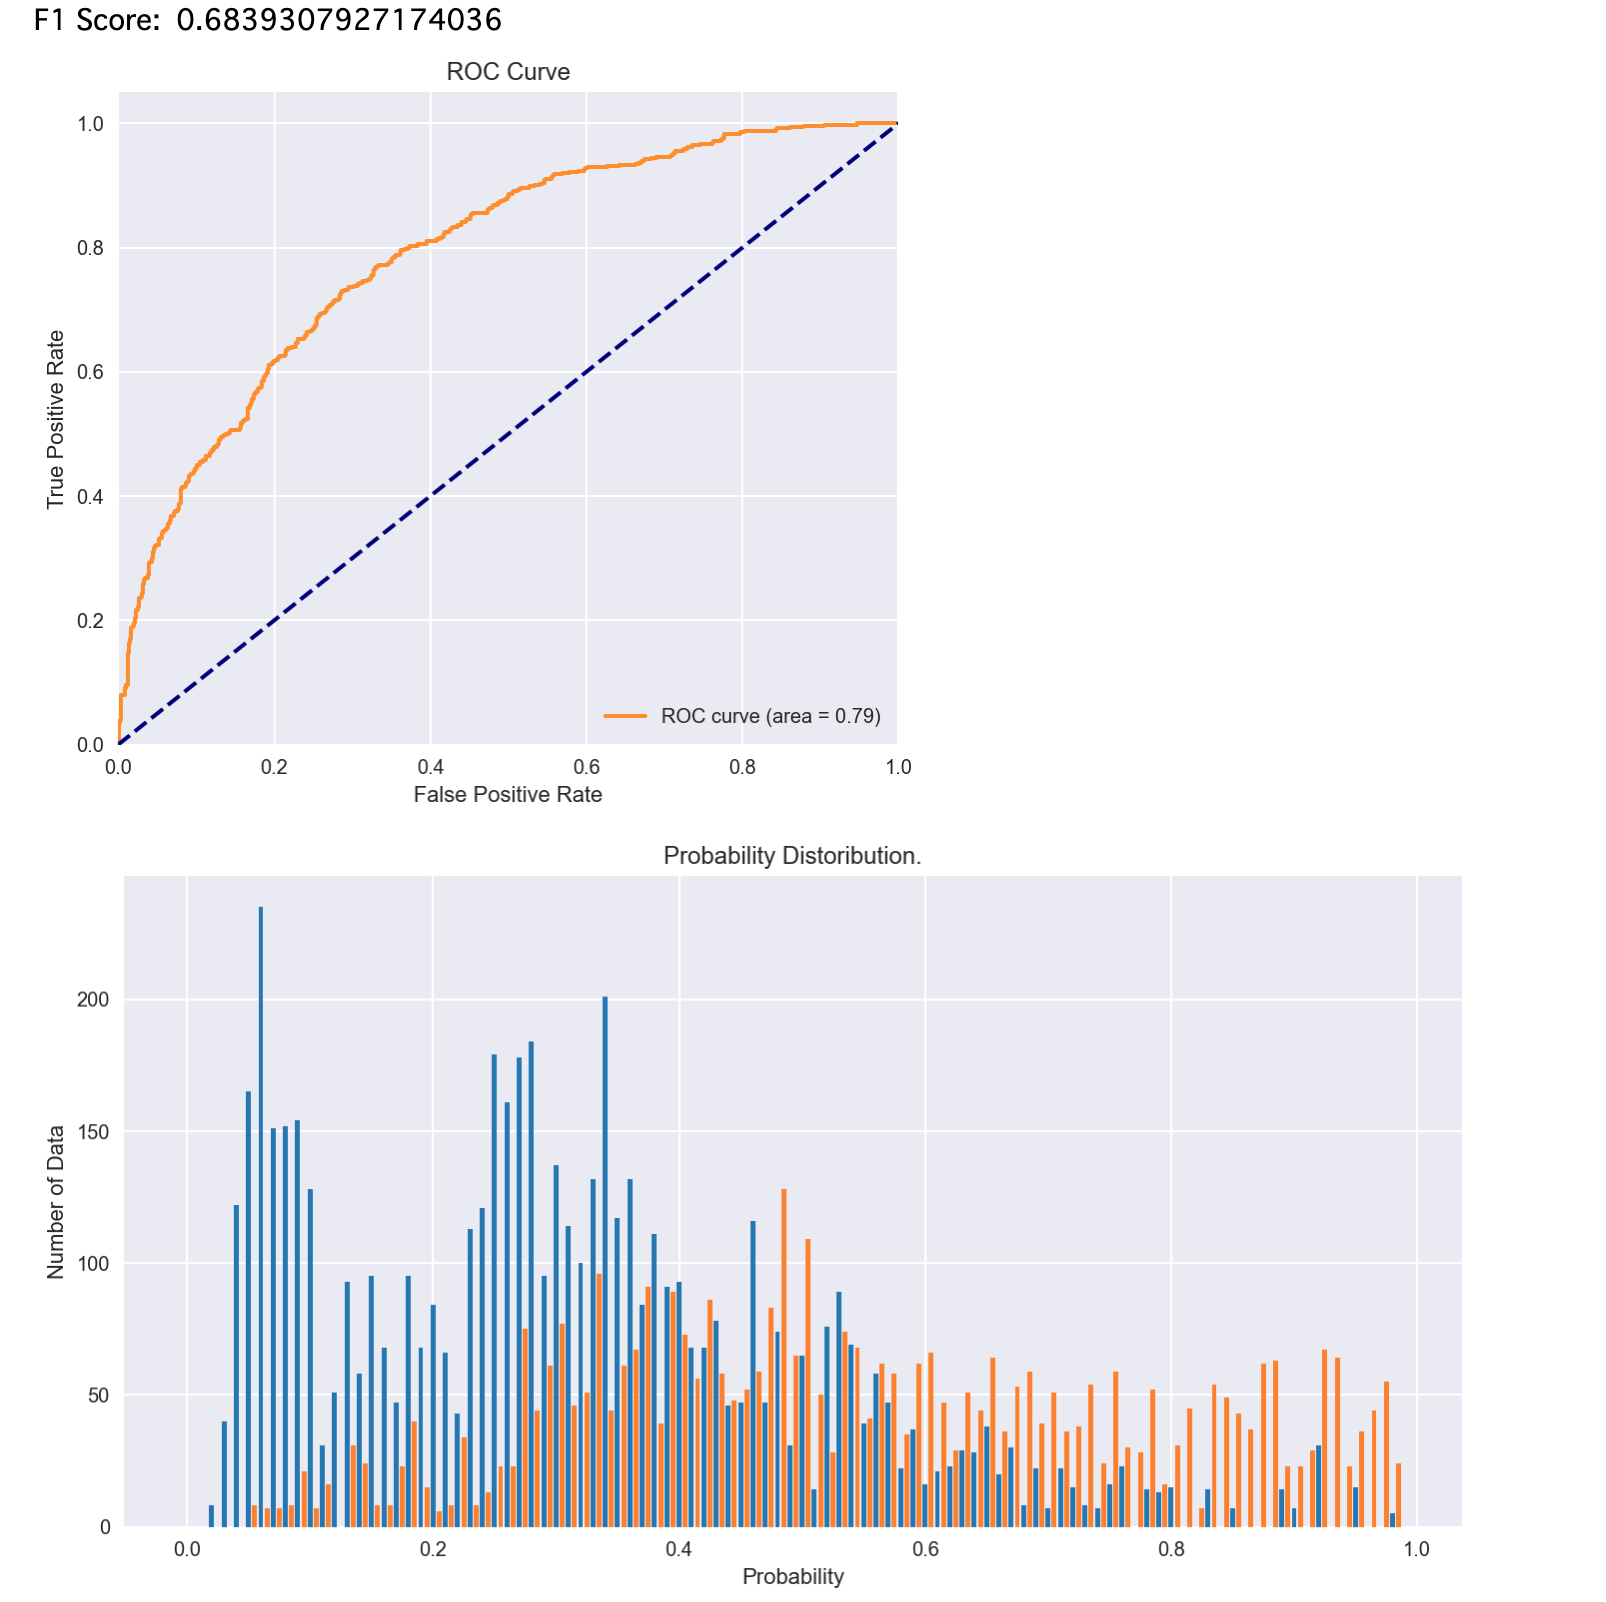 F1 Score: 0.6839307927174036
ROC Curve
1.0
0.8
0.6
0.4
0.2
0.0
True Positive Rate
ROC curve (area = 0.79)
0.0 0.2 0.4 0.6 0.8 1.0
False Positive Rate
Probability Distoribution.
200
150
100
50
0
Number of Data
0.0 0.2 0.4 0.6 0.8 1.0
Probability